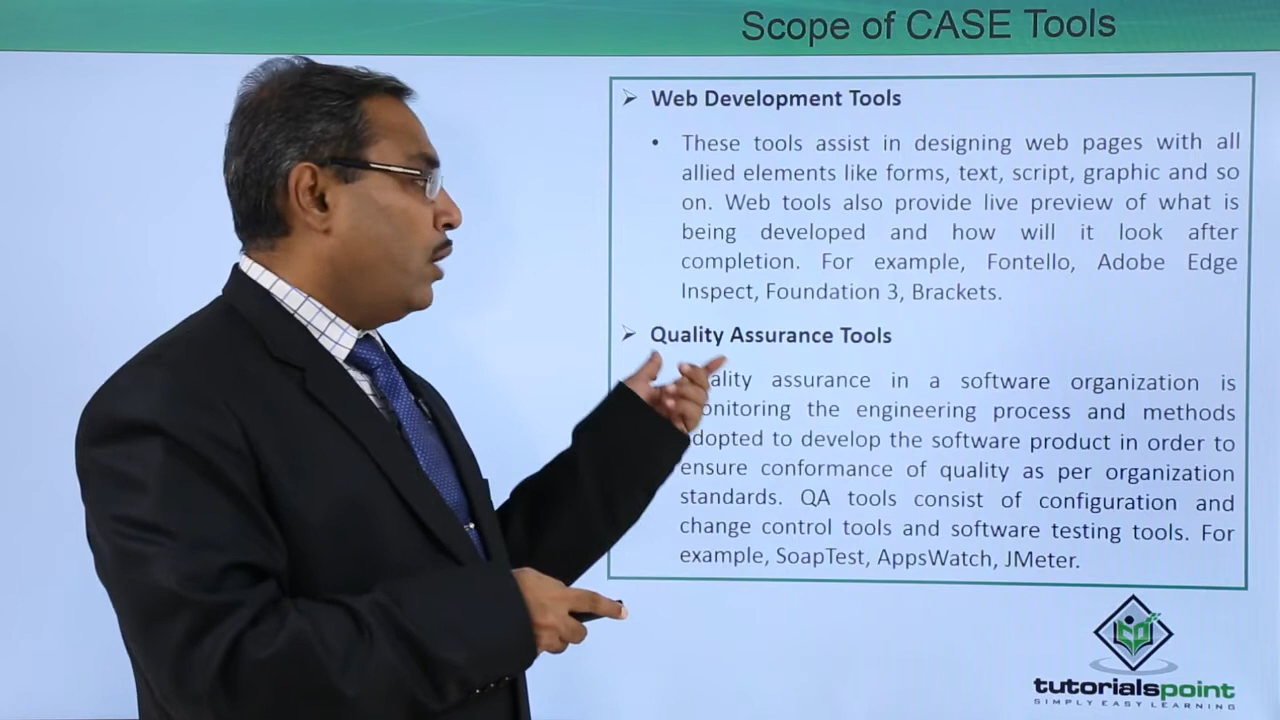 Scope of CASE Tools
➢ Web Development Tools
• These tools assist in designing web pages with all
allied elements like forms, text, script, graphic and so
on. Web tools also provide live preview of what is
being developed and how will it look after
completion. For example, Fontello, Adobe Edge
Inspect, Foundation 3, Brackets.
➢ Quality Assurance Tools
ality assurance in a software organization is
onitoring the engineering process and methods
dopted to develop the software product in order to
ensure conformance of quality as per organization
standards. QA tools consist of configuration and
change control tools and software testing tools. For
example, SoapTest, AppsWatch, JMeter.
tutorialspoint
SIMPLY EASY LEARNING